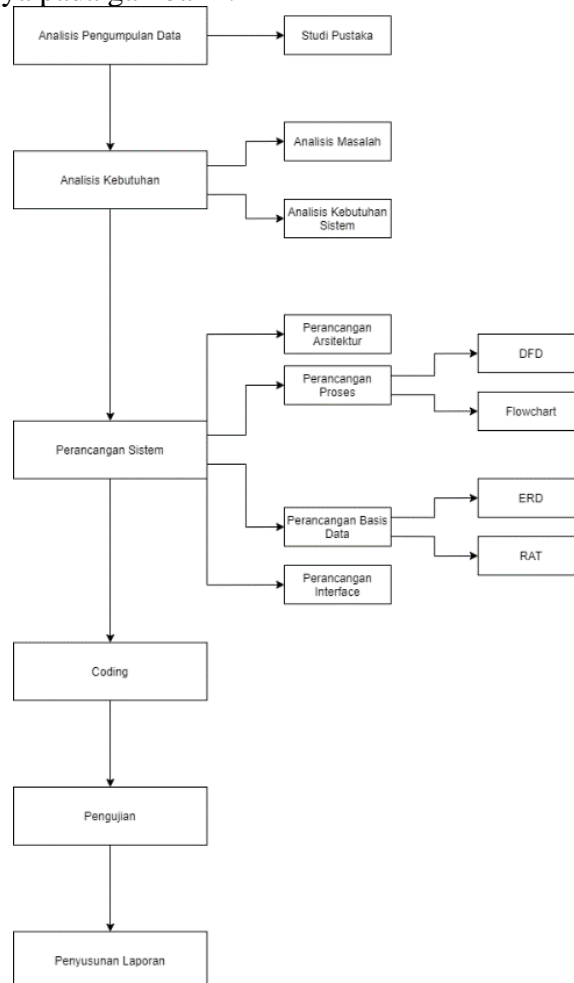 Analisis Pengumpulan Data
Studi Pustaka
Analisis Kebutuhan
Analisis Masalah
Analisis Kebutuhan
Sistem
Perancangan Sistem
Perancangan
Arsitektur
Perancangan
Proses
DFD
Flowchart
Perancangan Basis
Data
ERD
RAT
Perancangan
Interface
Coding
Pengujian
Penyusunan Laporan